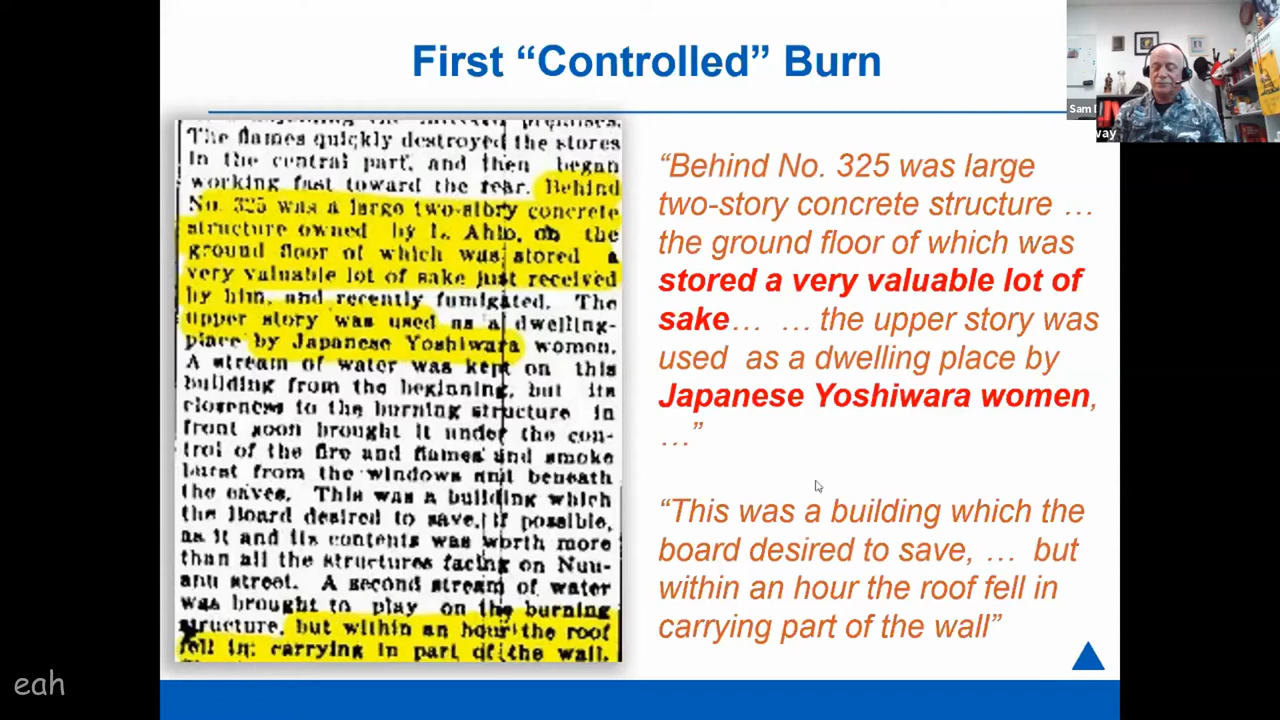 First “Controlled” Burn
The flames quickly destroyed the stores
in the central part, and then began
working fast toward the rear. Behind
No. 325 was a large two-story concrete
structure owned by L. Ahlo, on the
ground floor of which was stored a
very valuable lot of sake just received
by him, and recently fumigated. The
upper story was used as a dwelling-
place by Japanese Yoshiwara women.
A stream of water was kept on this
building from the beginning, but its
closeness to the burning structure in
front soon brought it under the con-
trol of the fire and flames and smoke
burst from the windows and beneath
the eaves. This was a building which
the Board desired to save, if possible,
as it and its contents was worth more
than all the structures facing on Nuu-
anu street. A second stream of water
was brought to play on the burning
structure, but within an hour the roof
fell in, carrying in part of the wall.
“Behind No. 325 was large
two-story concrete structure …
the ground floor of which was
stored a very valuable lot of
sake… … the upper story was
used as a dwelling place by
Japanese Yoshiwara women,
…”
“This was a building which the
board desired to save, … but
within an hour the roof fell in
carrying part of the wall”
Sam
way
eah